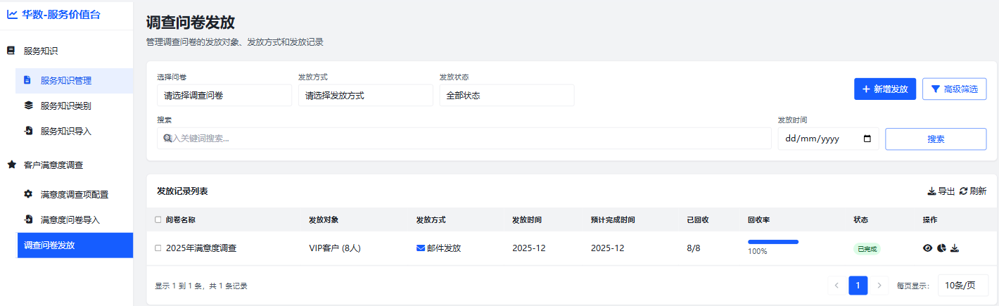 华数-服务价值台
服务知识
服务知识管理
服务知识类别
服务知识导入
客户满意度调查
满意度调查项配置
满意度问卷导入
调查问卷发放
调查问卷发放
管理调查问卷的发放对象、发放方式和发放记录
选择问卷 发放方式 发放状态
请选择调查问卷 请选择发放方式 全部状态 新增发放 高级筛选
搜索 发放时间
入关键词搜索... dd/mm/yyyy 搜索
发放记录列表 导出 刷新
问卷名称 发放对象 发放方式 发放时间 预计完成时间 已回收 回收率 状态 操作
2025年满意度调查 VIP客户 (8人) 邮件发放 2025-12 2025-12 8/8 100% 已完成
显示 1 到 1 条，共 1 条记录 1 每页显示： 10条/页